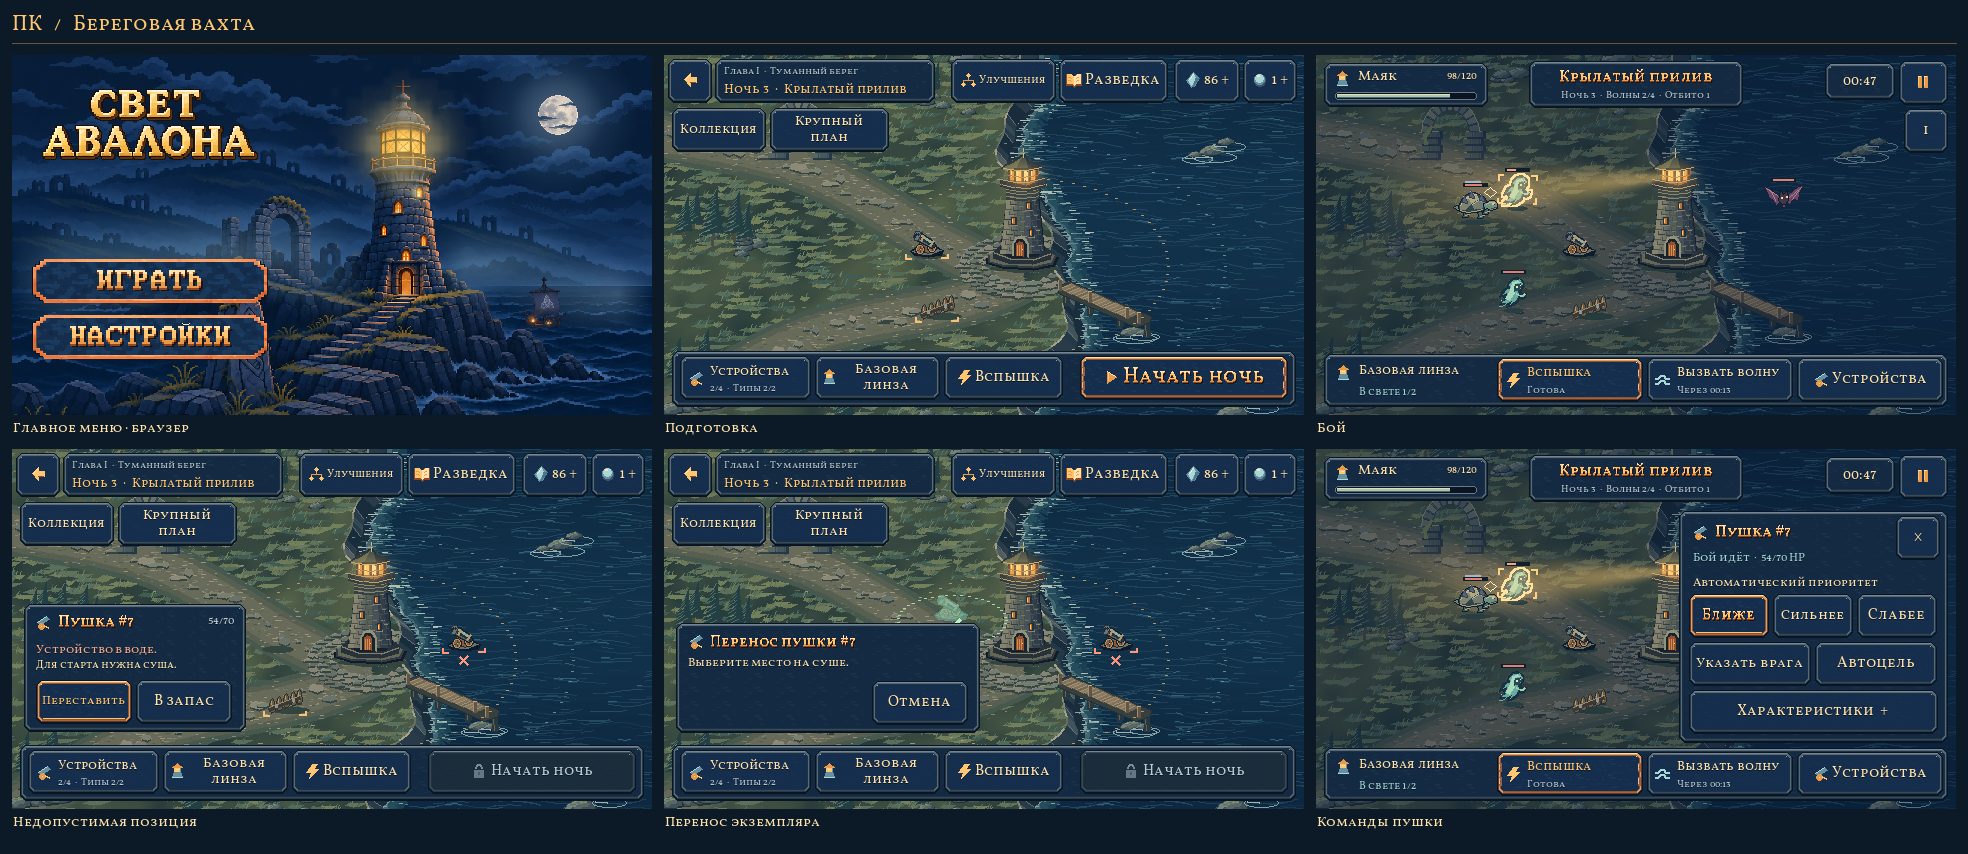 ПК / Береговая вахта
СВЕТ
АВАЛОНА
ИГРАТЬ
НАСТРОЙКИ
Главное меню · браузер
Глава I · Туманный берег
Ночь 3 · Крылатый прилив
Улучшения
Разведка
86 +
1 +
Коллекция
Крупный
план
Устройства
2/4 · Типы 2/2
Базовая
линза
Вспышка
Начать ночь
Подготовка
Маяк
98/120
Крылатый прилив
Ночь 3 · Волны 2/4 · Отбито 1
00:47
I
Базовая линза
В свете 1/2
Вспышка
Готова
Вызвать волну
Через 00:13
Устройства
Бой
Глава I · Туманный берег
Ночь 3 · Крылатый прилив
Улучшения
Разведка
86 +
1 +
Коллекция
Крупный
план
Пушка #7
54/70
Устройство в воде.
Для старта нужна суша.
Переставить
В запас
Устройства
2/4 · Типы 2/2
Базовая
линза
Вспышка
Начать ночь
Недопустимая позиция
Глава I · Туманный берег
Ночь 3 · Крылатый прилив
Улучшения
Разведка
86 +
1 +
Коллекция
Крупный
план
Перенос пушки #7
Выберите место на суше.
Отмена
Устройства
2/4 · Типы 2/2
Базовая
линза
Вспышка
Начать ночь
Перенос экземпляра
Маяк
98/120
Крылатый прилив
Ночь 3 · Волны 2/4 · Отбито 1
00:47
Пушка #7
x
Бой идёт · 54/70 HP
Автоматический приоритет
Ближе
Сильнее
Слабее
Указать врага
Автоцель
Характеристики +
Базовая линза
В свете 1/2
Вспышка
Готова
Вызвать волну
Через 00:13
Устройства
Команды пушки